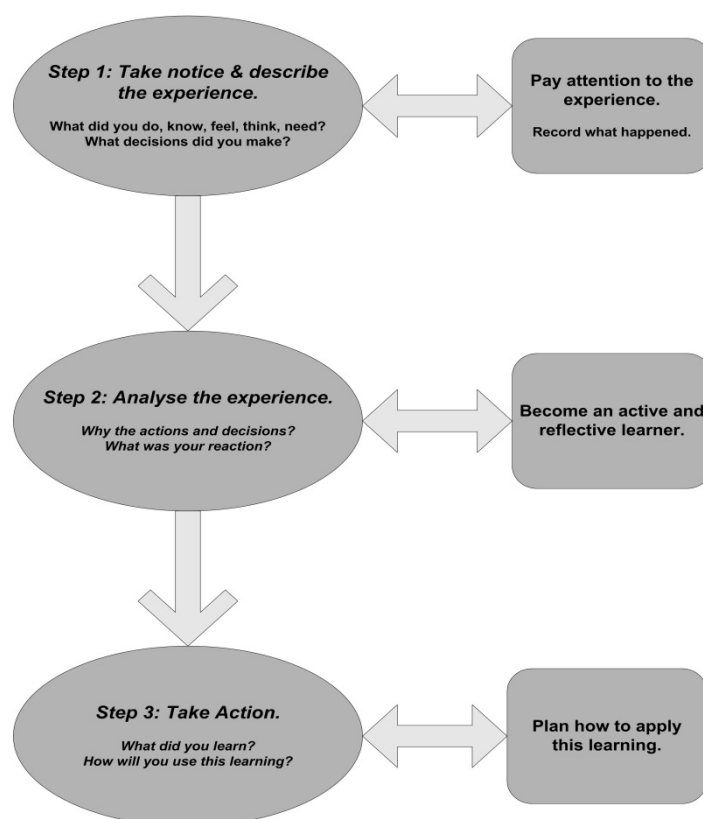 Step 1: Take notice & describe
the experience.
What did you do, know, feel, think, need?
What decisions did you make?
Pay attention to the
experience.
Record what happened.
Step 2: Analyse the experience.
Why the actions and decisions?
What was your reaction?
Become an active and
reflective learner.
Step 3: Take Action.
What did you learn?
How will you use this learning?
Plan how to apply
this learning.